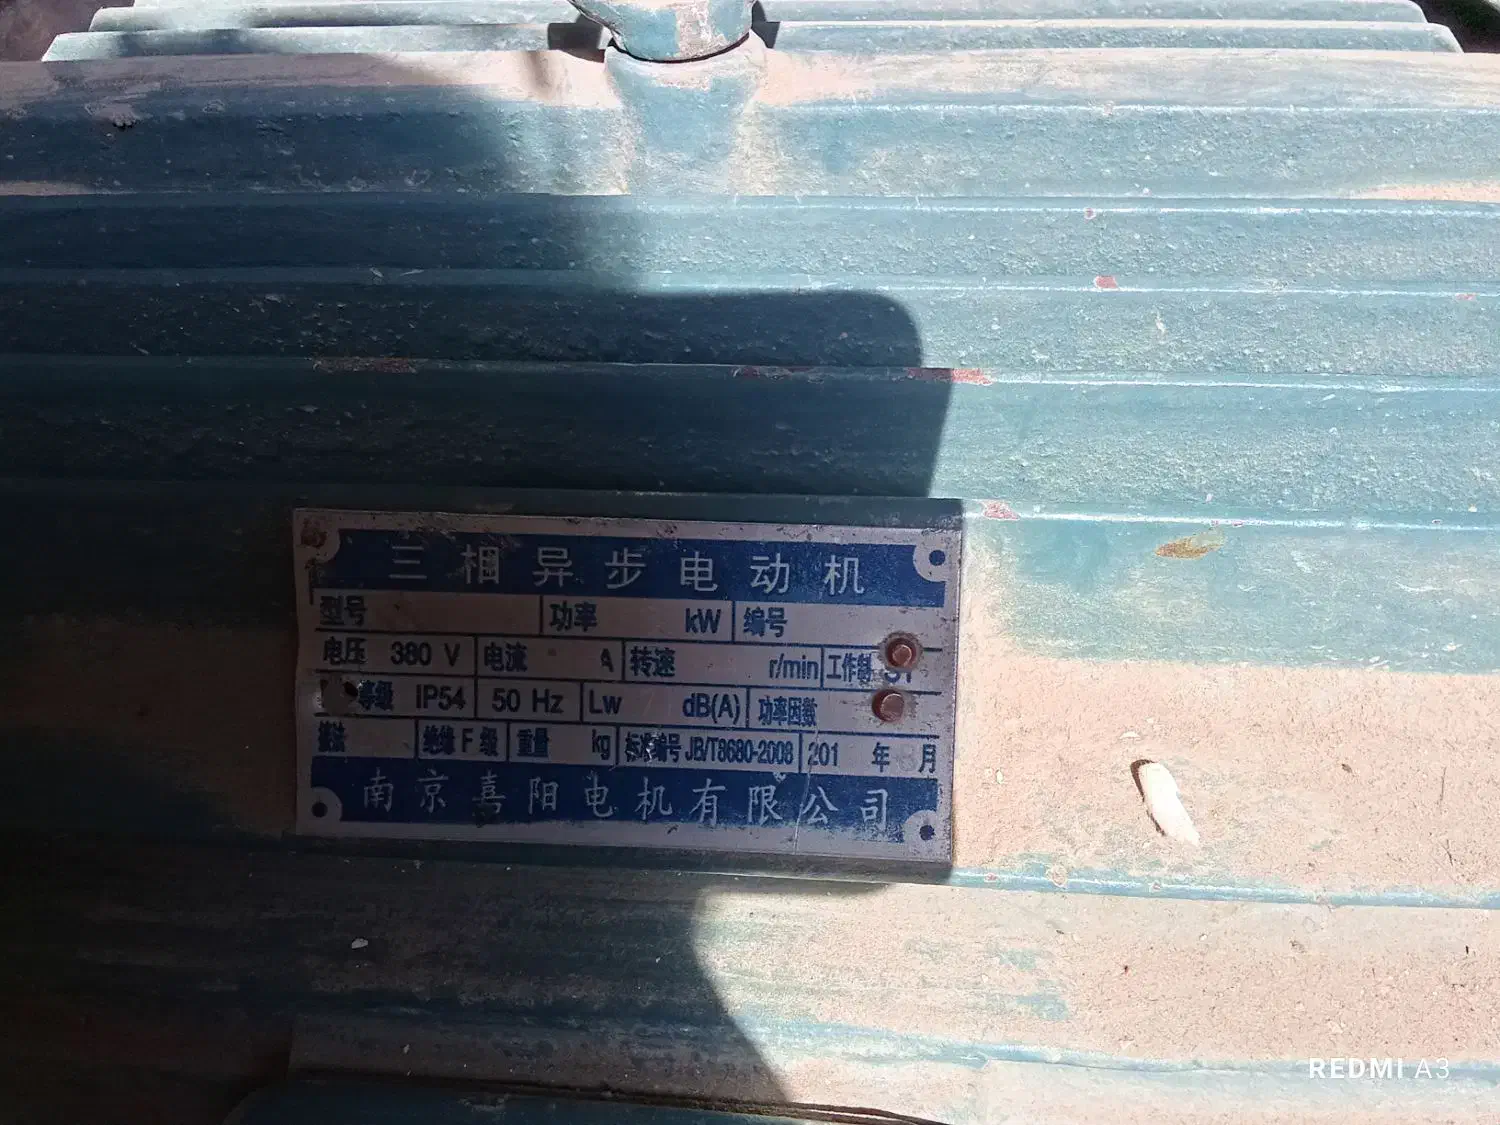 三相异步电动机
型号 功率 kW 编号
电压 380 V 电流 A 转速 r/min 工作制 S1
等级 IP54 50 Hz Lw dB(A) 功率因数
接法 绝缘 F 级 重量 kg 标准编号 JB/T8680-2008 201 年 月
南京喜阳电机有限公司
REDMI A3